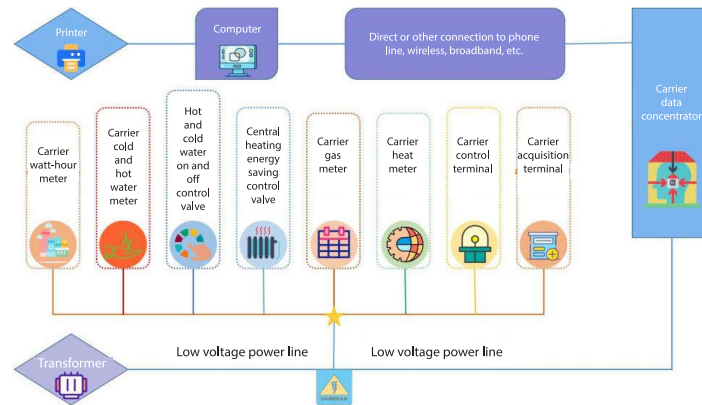 Printer
Computer
Direct or other connection to phone
line, wireless, broadband, etc.
Carrier
data
concentrator
Carrier
watt-hour
meter
Carrier
cold
and
hot
water
meter
Hot
and
cold
water
on and
off
control
valve
Central
heating
energy
saving
control
valve
Carrier
gas
meter
Carrier
heat
meter
Carrier
control
terminal
Carrier
acquisition
terminal
Transformer
Low voltage power line
Low voltage power line
DANGEROUS